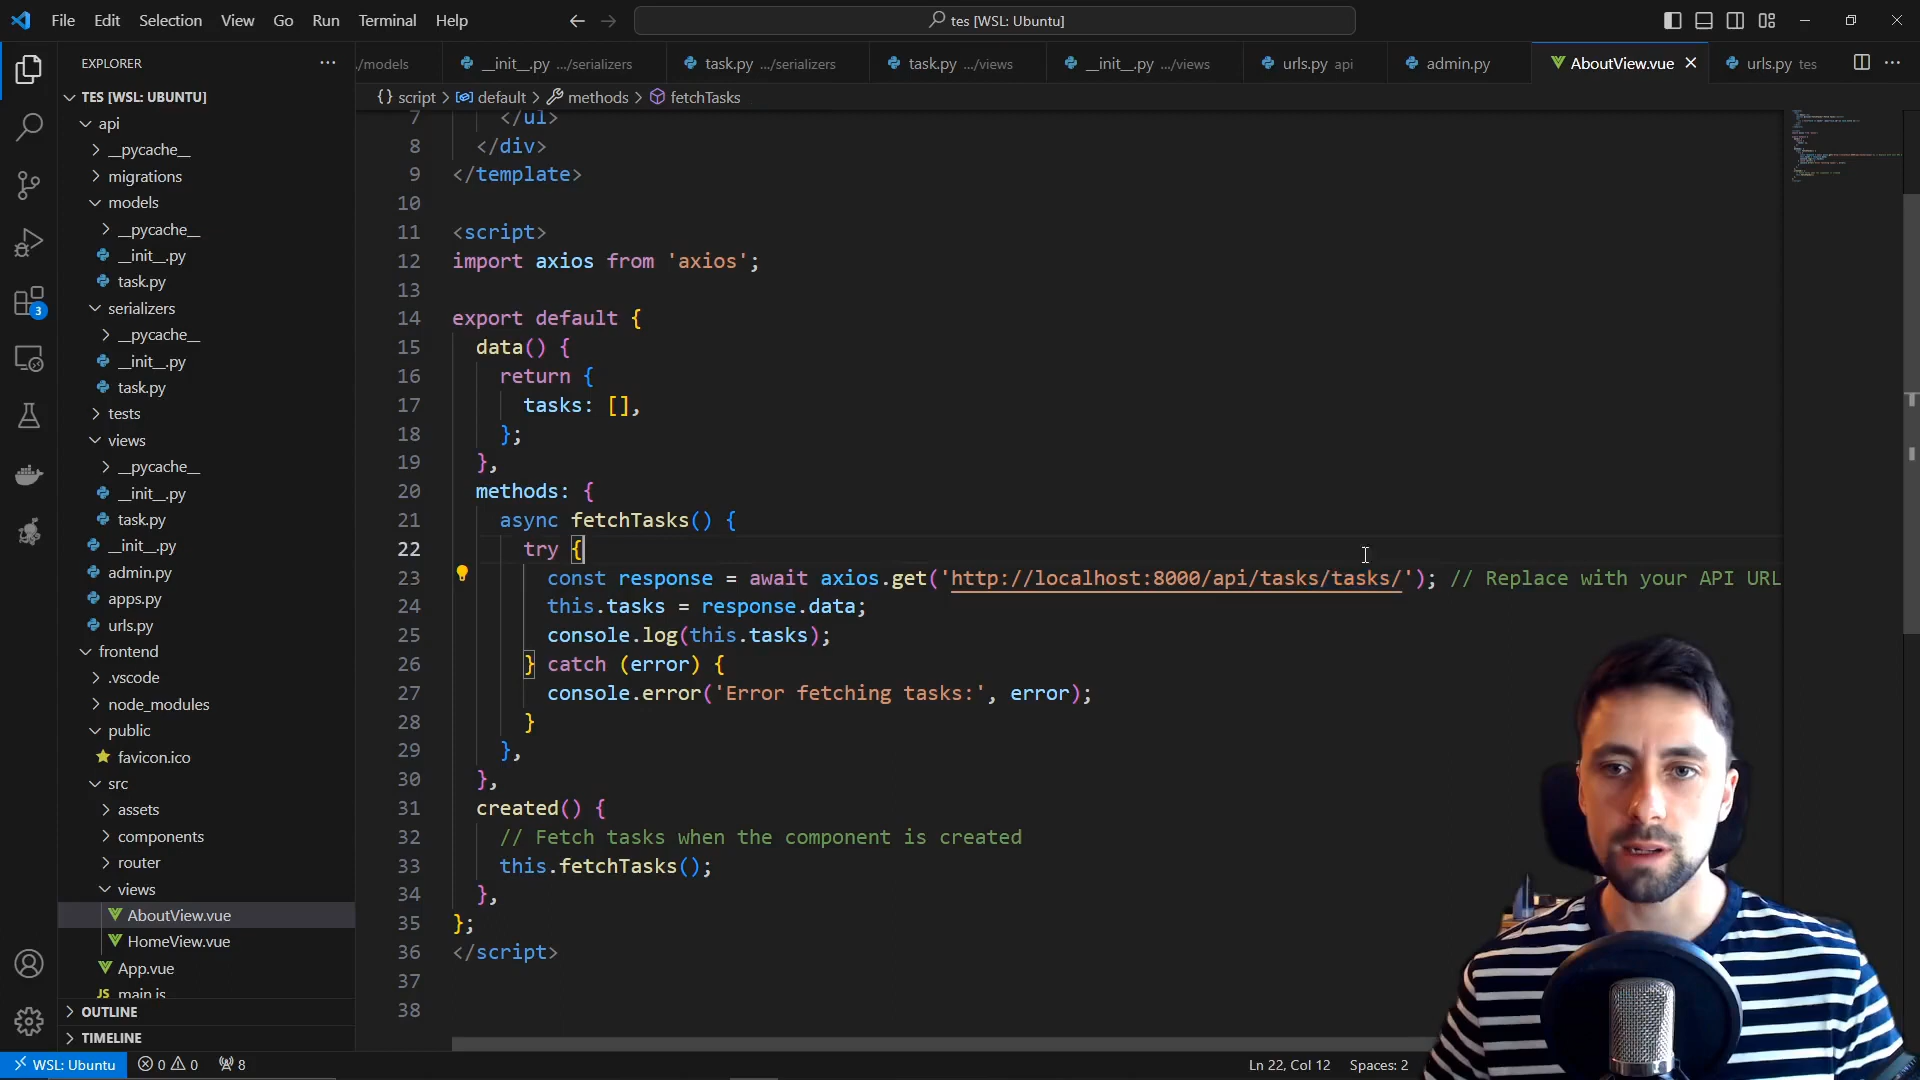 File Edit Selection View Go Run Terminal Help
tes [WSL: Ubuntu]
EXPLORER
/models
__init__.py .../serializers
task.py .../serializers
task.py .../views
__init__.py .../views
urls.py api
admin.py
AboutView.vue
urls.py tes
{} script > default > methods > fetchTasks
TES [WSL: UBUNTU]
api
__pycache__
migrations
models
__pycache__
__init__.py
task.py
serializers
__pycache__
__init__.py
task.py
tests
views
__pycache__
__init__.py
task.py
__init__.py
admin.py
apps.py
urls.py
frontend
.vscode
node_modules
public
favicon.ico
src
assets
components
router
views
AboutView.vue
HomeView.vue
App.vue
JS main.js
OUTLINE
TIMELINE
3
7 </ul>
8 </div>
9 </template>
10
11 <script>
12 import axios from 'axios';
13
14 export default {
15 data() {
16 return {
17 tasks: [],
18 };
19 },
20 methods: {
21 async fetchTasks() {
22 try {
23 const response = await axios.get('http://localhost:8000/api/tasks/tasks/'); // Replace with your API URL
24 this.tasks = response.data;
25 console.log(this.tasks);
26 } catch (error) {
27 console.error('Error fetching tasks:', error);
28 }
29 },
30 },
31 created() {
32 // Fetch tasks when the component is created
33 this.fetchTasks();
34 },
35 };
36 </script>
37
38
WSL: Ubuntu 0 0 8
Ln 22, Col 12 Spaces: 2